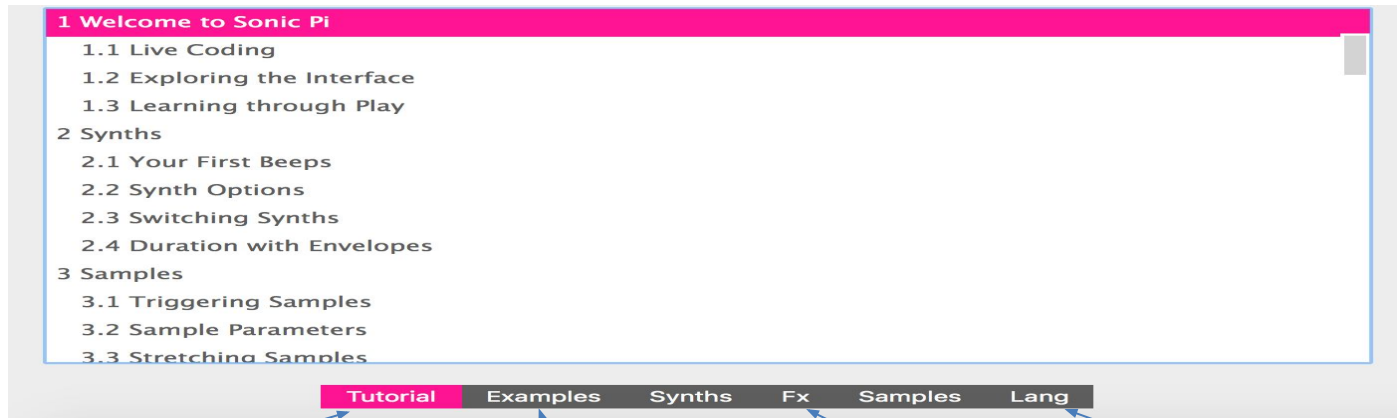 1 Welcome to Sonic Pi
1.1 Live Coding
1.2 Exploring the Interface
1.3 Learning through Play
2 Synths
2.1 Your First Beeps
2.2 Synth Options
2.3 Switching Synths
2.4 Duration with Envelopes
3 Samples
3.1 Triggering Samples
3.2 Sample Parameters
3.3 Stretching Samples
Tutorial Examples Synths Fx Samples Lang